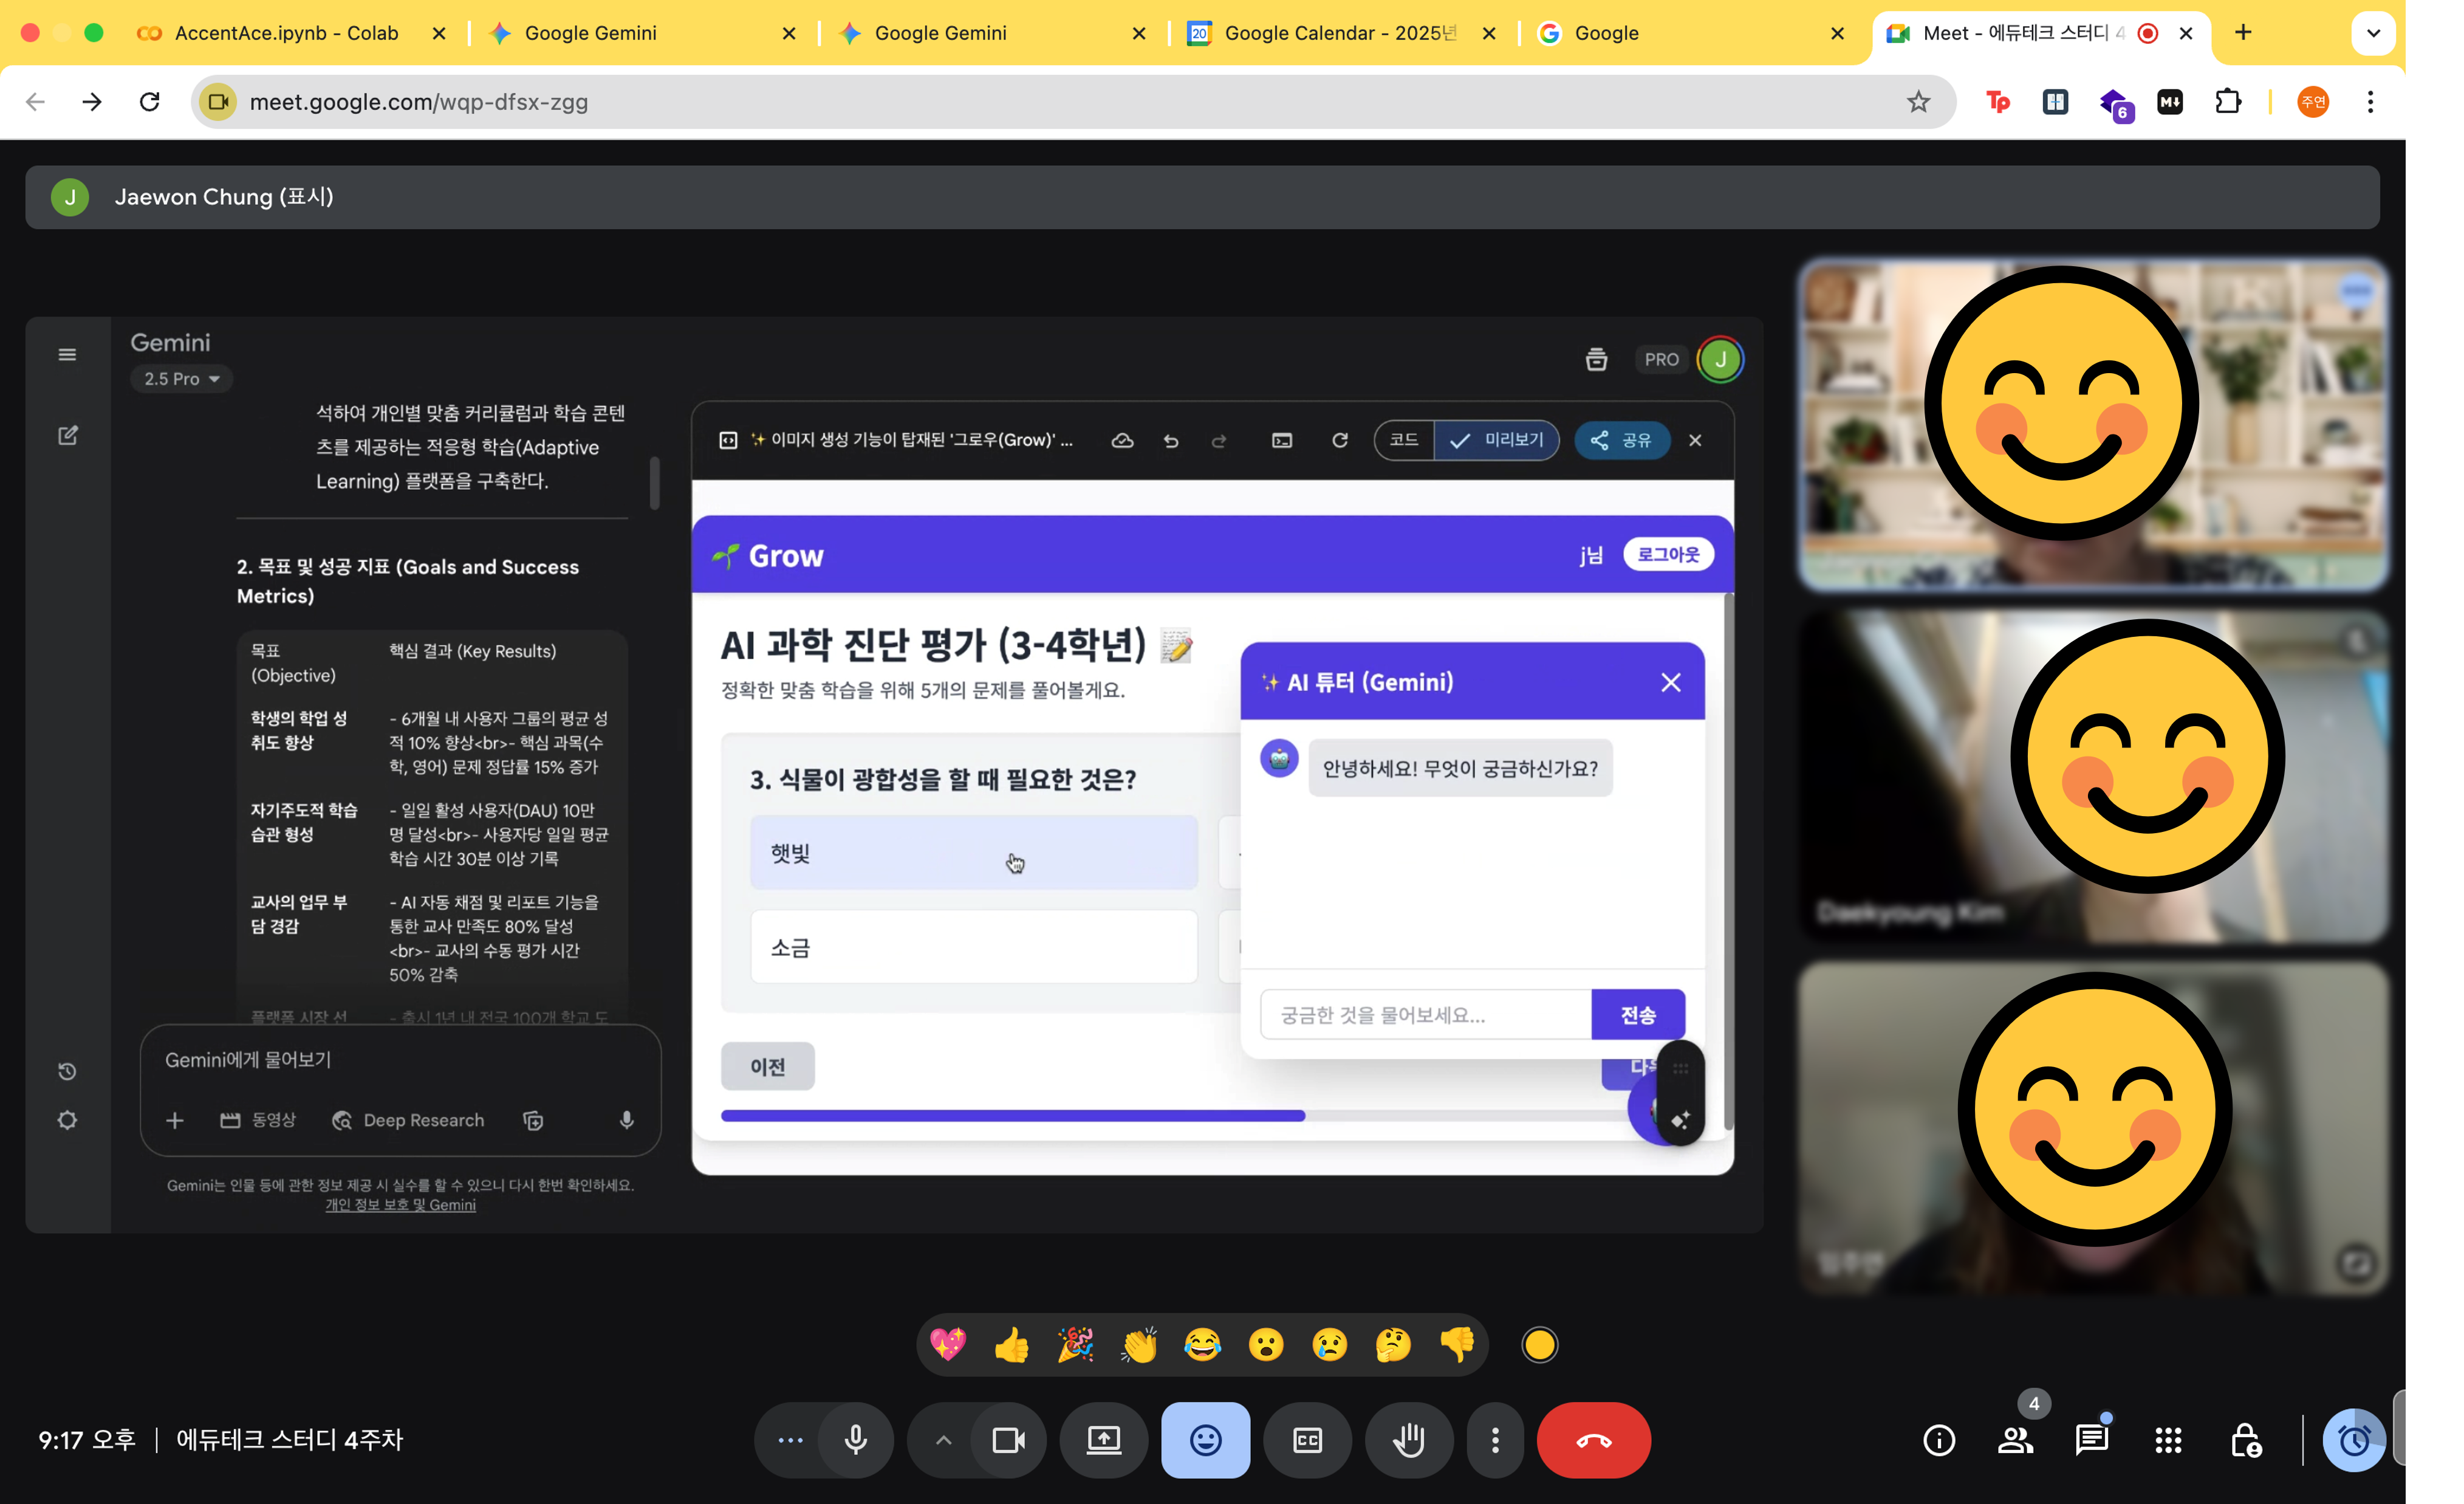 AccentAce.ipynb - Colab
Google Gemini
Google Gemini
20
Google Calendar - 2025년
Google
Meet - 에듀테크 스터디 4
meet.google.com/wqp-dfsx-zgg
Tp
6
M↓
주연
J
Jaewon Chung (표시)
Gemini
2.5 Pro
PRO
J
석하여 개인별 맞춤 커리큘럼과 학습 콘텐
츠를 제공하는 적응형 학습(Adaptive
Learning) 플랫폼을 구축한다.
2. 목표 및 성공 지표 (Goals and Success
Metrics)
목표
(Objective)
핵심 결과 (Key Results)
학생의 학업 성
취도 향상
- 6개월 내 사용자 그룹의 평균 성
적 10% 향상<br>- 핵심 과목(수
학, 영어) 문제 정답률 15% 증가
자기주도적 학습
습관 형성
- 일일 활성 사용자(DAU) 10만
명 달성<br>- 사용자당 일일 평균
학습 시간 30분 이상 기록
교사의 업무 부
담 경감
- AI 자동 채점 및 리포트 기능을
통한 교사 만족도 80% 달성
<br>- 교사의 수동 평가 시간
50% 감축
플랫폼 시장 선
- 출시 1년 내 전국 100개 학교 도
Gemini에게 물어보기
동영상
Deep Research
Gemini는 인물 등에 관한 정보 제공 시 실수를 할 수 있으니 다시 한번 확인하세요.
개인 정보 보호 및 Gemini
✨ 이미지 생성 기능이 탑재된 '그로우(Grow)' ...
코드
미리보기
공유
Grow
j님
로그아웃
AI 과학 진단 평가 (3-4학년) 📝
정확한 맞춤 학습을 위해 5개의 문제를 풀어볼게요.
3. 식물이 광합성을 할 때 필요한 것은?
햇빛
소금
이전
✨ AI 튜터 (Gemini)
안녕하세요! 무엇이 궁금하신가요?
궁금한 것을 물어보세요...
전송
Daekyoung Kim
임주연
9:17 오후
에듀테크 스터디 4주차
CC
4